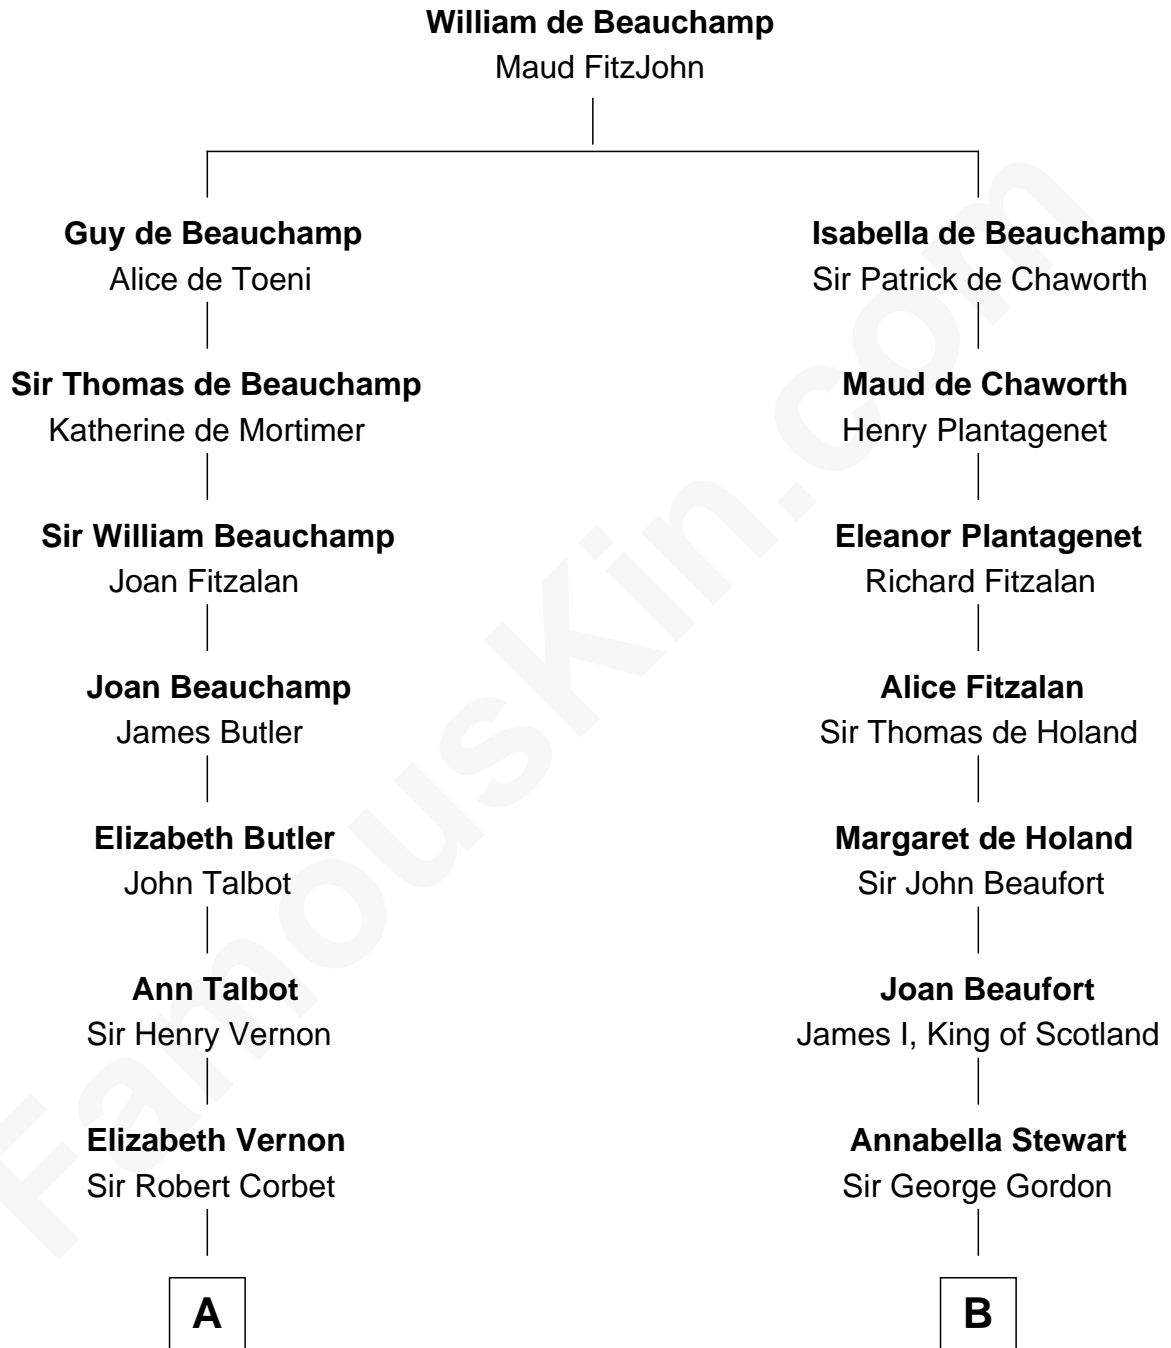 William de Beauchamp
Maud FitzJohn
Guy de Beauchamp
Alice de Toeni
Sir Thomas de Beauchamp
Katherine de Mortimer
Sir William Beauchamp
Joan Fitzalan
Joan Beauchamp
James Butler
Elizabeth Butler
John Talbot
Ann Talbot
Sir Henry Vernon
Elizabeth Vernon
Sir Robert Corbet
A
Isabella de Beauchamp
Sir Patrick de Chaworth
Maud de Chaworth
Henry Plantagenet
Eleanor Plantagenet
Richard Fitzalan
Alice Fitzalan
Sir Thomas de Holand
Margaret de Holand
Sir John Beaufort
Joan Beaufort
James I, King of Scotland
Annabella Stewart
Sir George Gordon
B
FamousKin.com